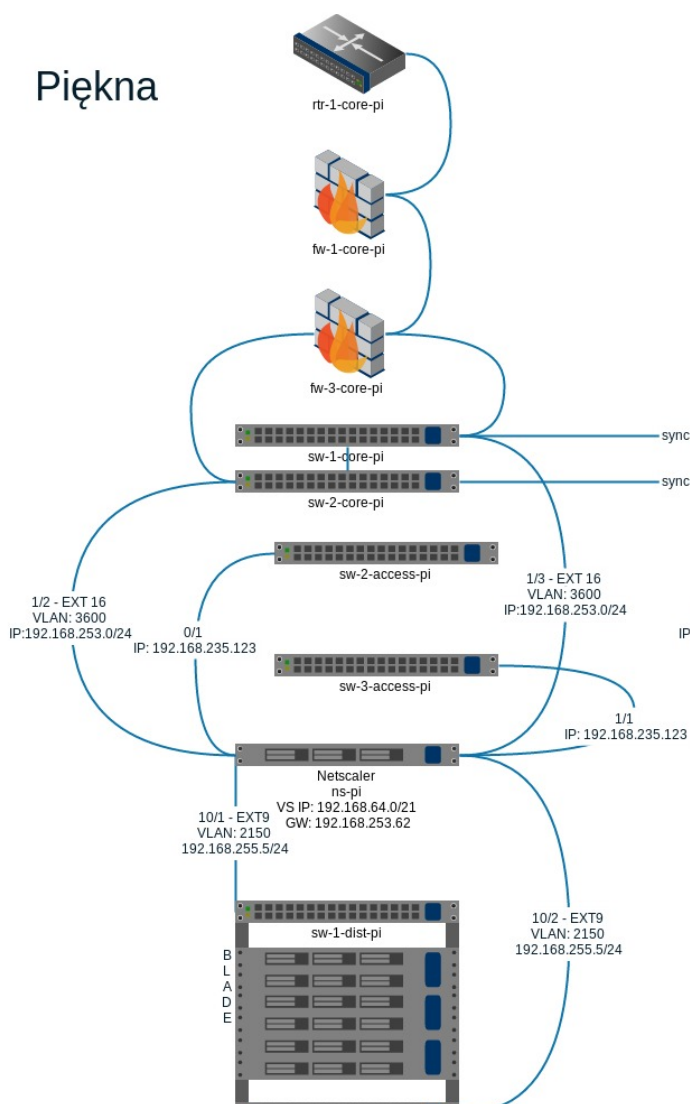 Piękna
rtr-1-core-pi
fw-1-core-pi
fw-3-core-pi
sw-1-core-pi
sync
sw-2-core-pi
sync
sw-2-access-pi
1/2 - EXT 16
VLAN: 3600
IP:192.168.253.0/24
0/1
IP: 192.168.235.123
1/3 - EXT 16
VLAN: 3600
IP:192.168.253.0/24
IP
sw-3-access-pi
1/1
IP: 192.168.235.123
Netscaler
ns-pi
VS IP: 192.168.64.0/21
GW: 192.168.253.62
10/1 - EXT9
VLAN: 2150
192.168.255.5/24
sw-1-dist-pi
10/2 - EXT9
VLAN: 2150
192.168.255.5/24
B
L
A
D
E